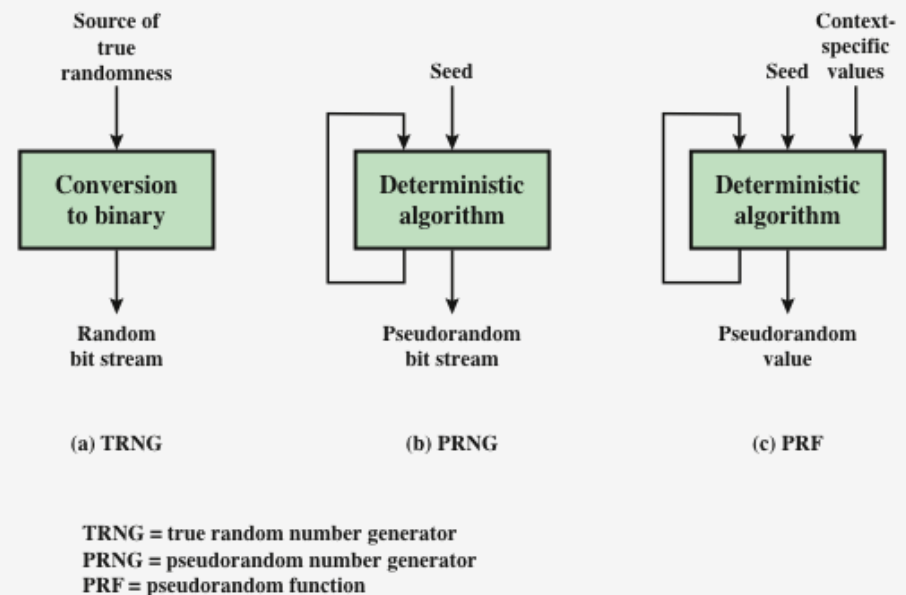 Source of
true
randomness
Conversion
to binary
Random
bit stream
(a) TRNG
Seed
Deterministic
algorithm
Pseudorandom
bit stream
(b) PRNG
Context-
specific
Seed values
Deterministic
algorithm
Pseudorandom
value
(c) PRF
TRNG = true random number generator
PRNG = pseudorandom number generator
PRF = pseudorandom function